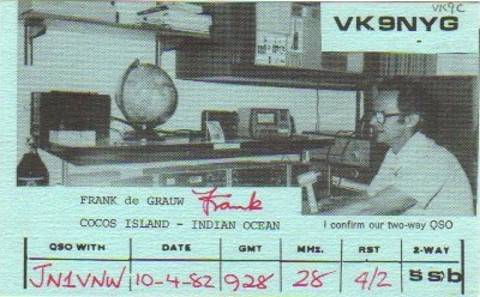 VK9C
VK9NYG
FRANK de GRAUW Frank
COCOS ISLAND - INDIAN OCEAN I confirm our two-way QSO
QSO WITH DATE GMT MHZ. RST 2-WAY
JN1VNW 10-4-82 928 28 4/2 ssb